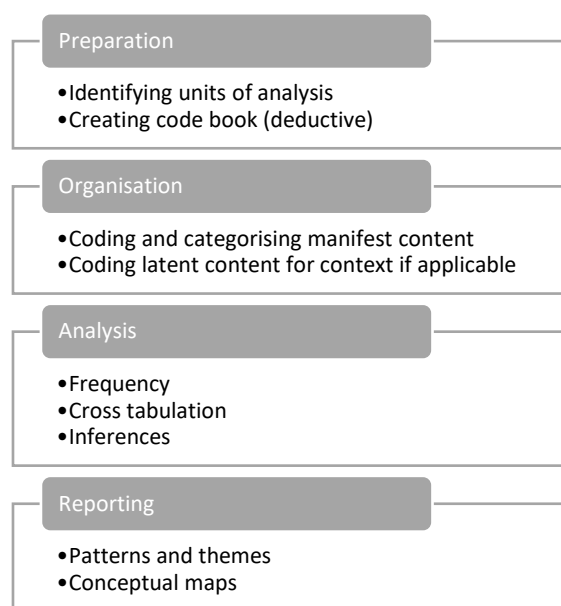 Preparation
•Identifying units of analysis
•Creating code book (deductive)
Organisation
•Coding and categorising manifest content
•Coding latent content for context if applicable
Analysis
•Frequency
•Cross tabulation
•Inferences
Reporting
•Patterns and themes
•Conceptual maps